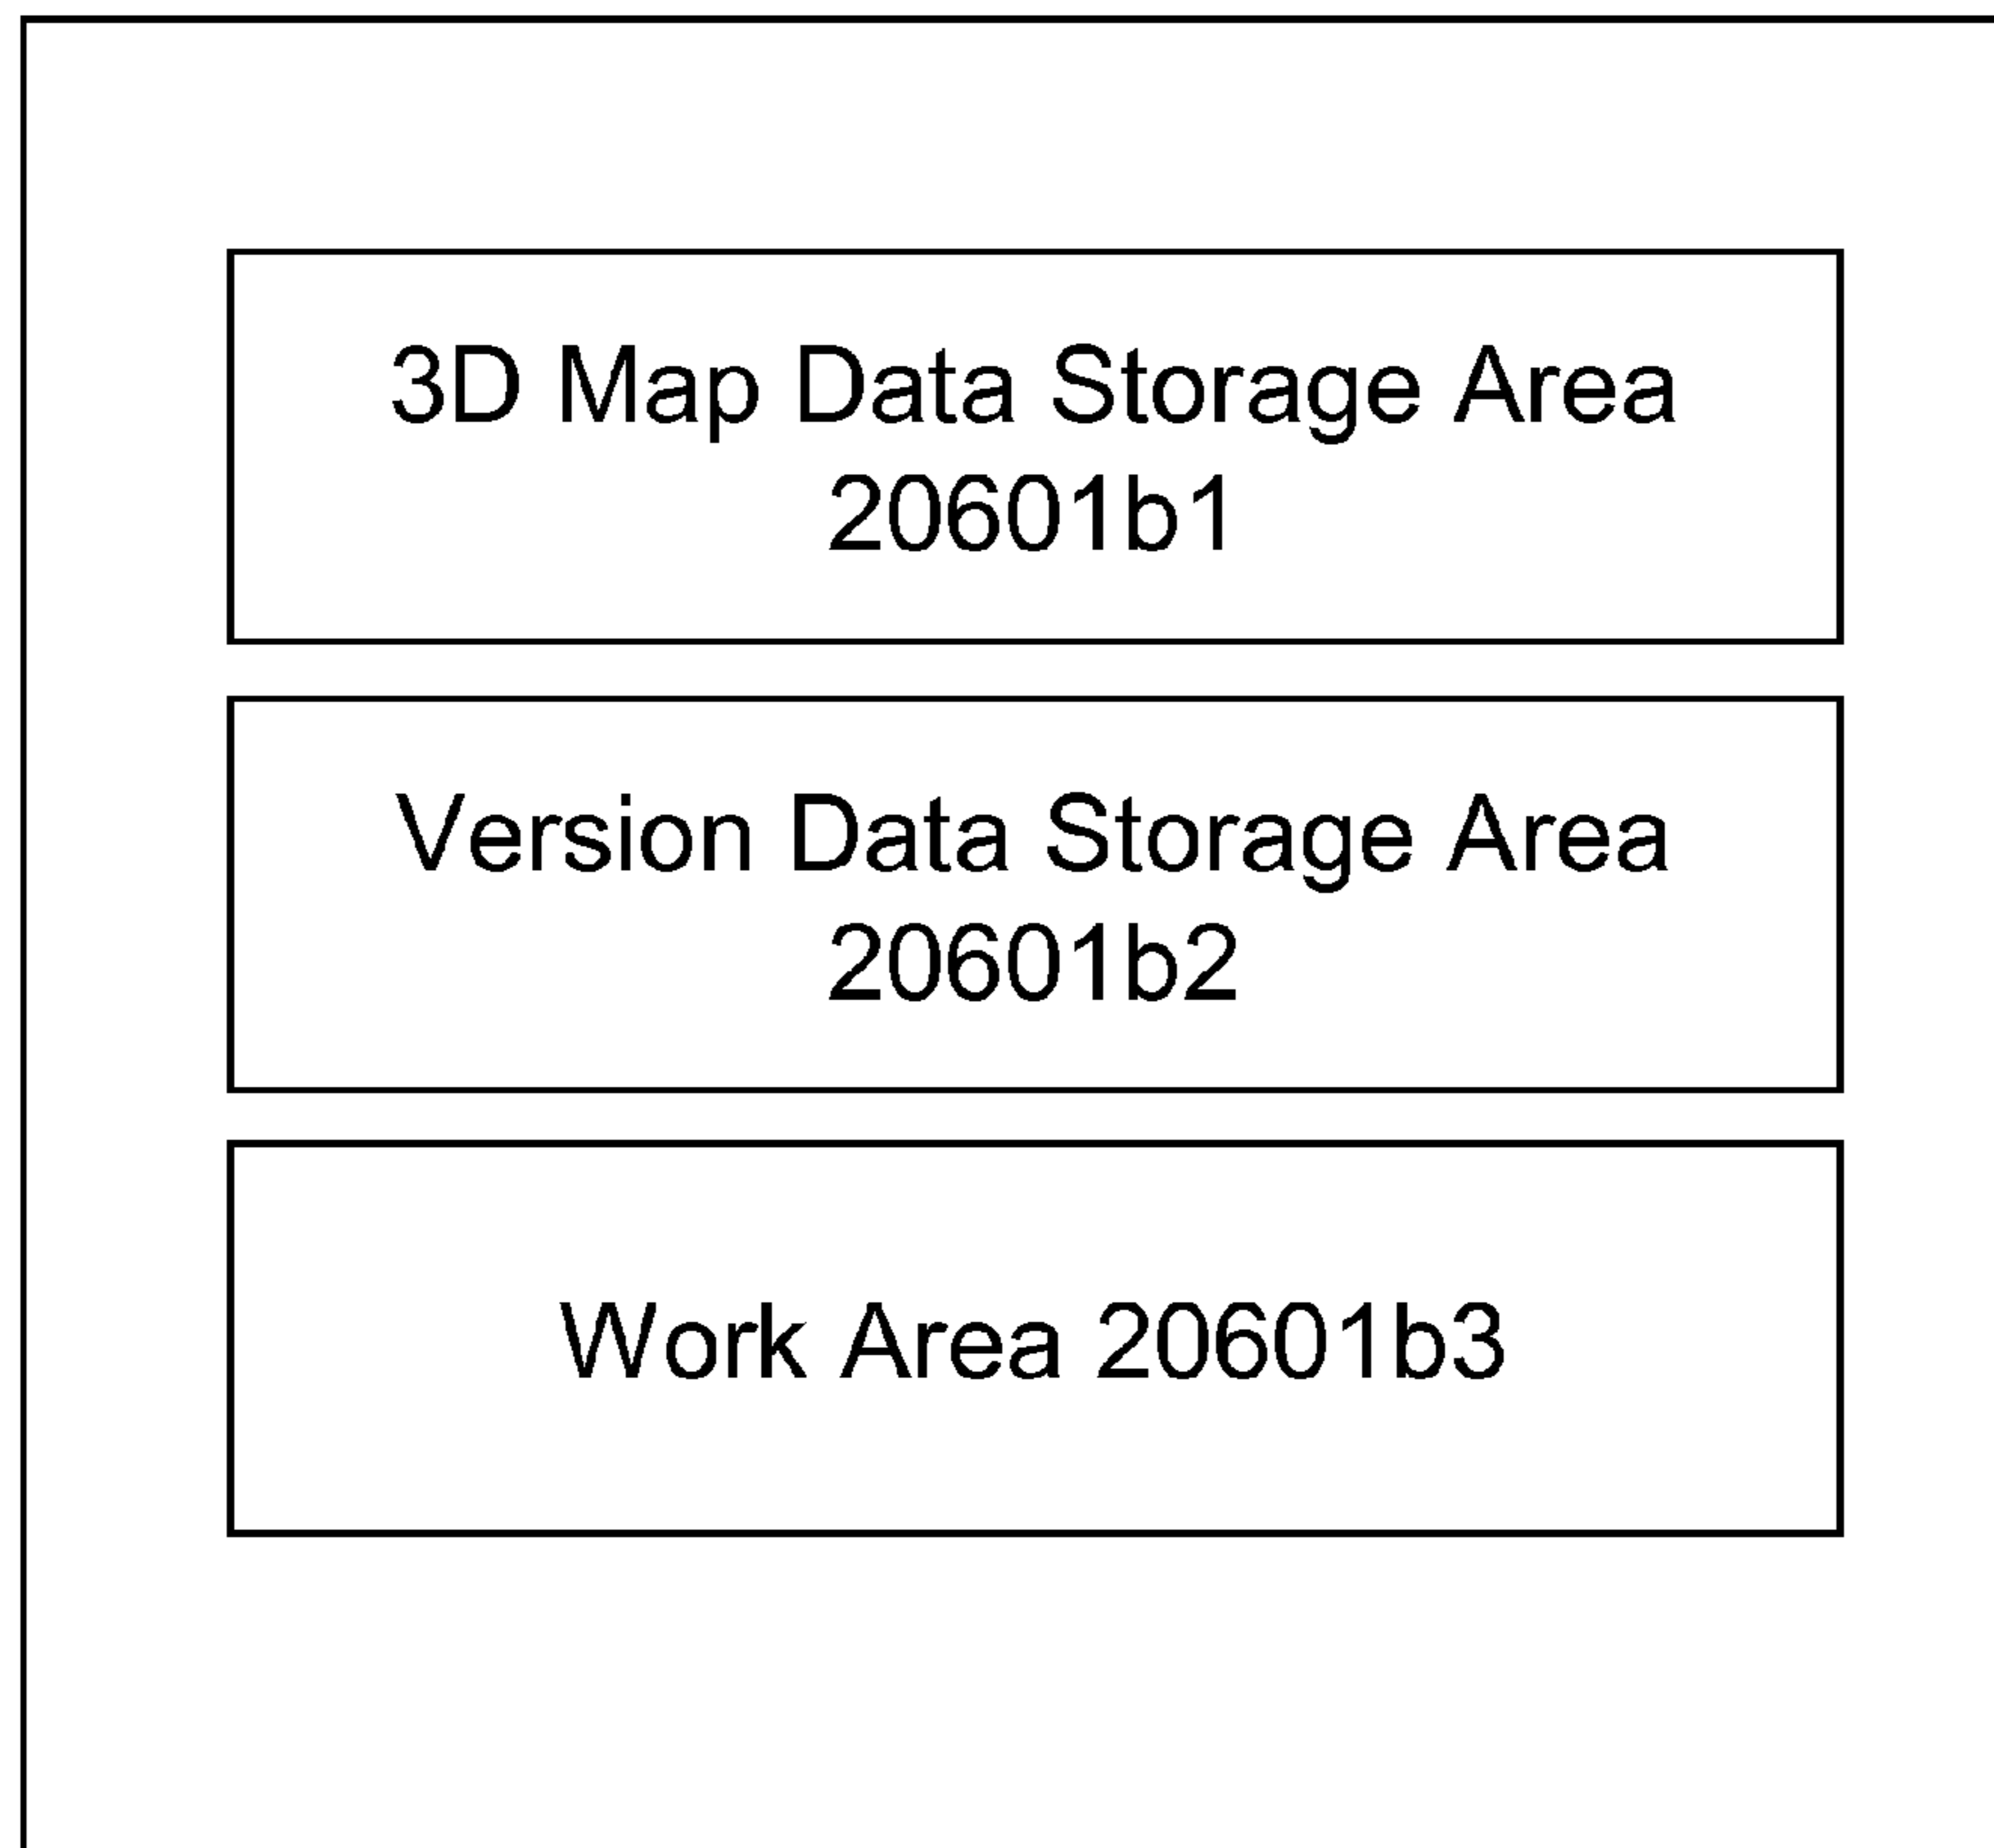 3D Map Data Storage Area
20601b1
Version Data Storage Area
20601b2
Work Area 20601b3